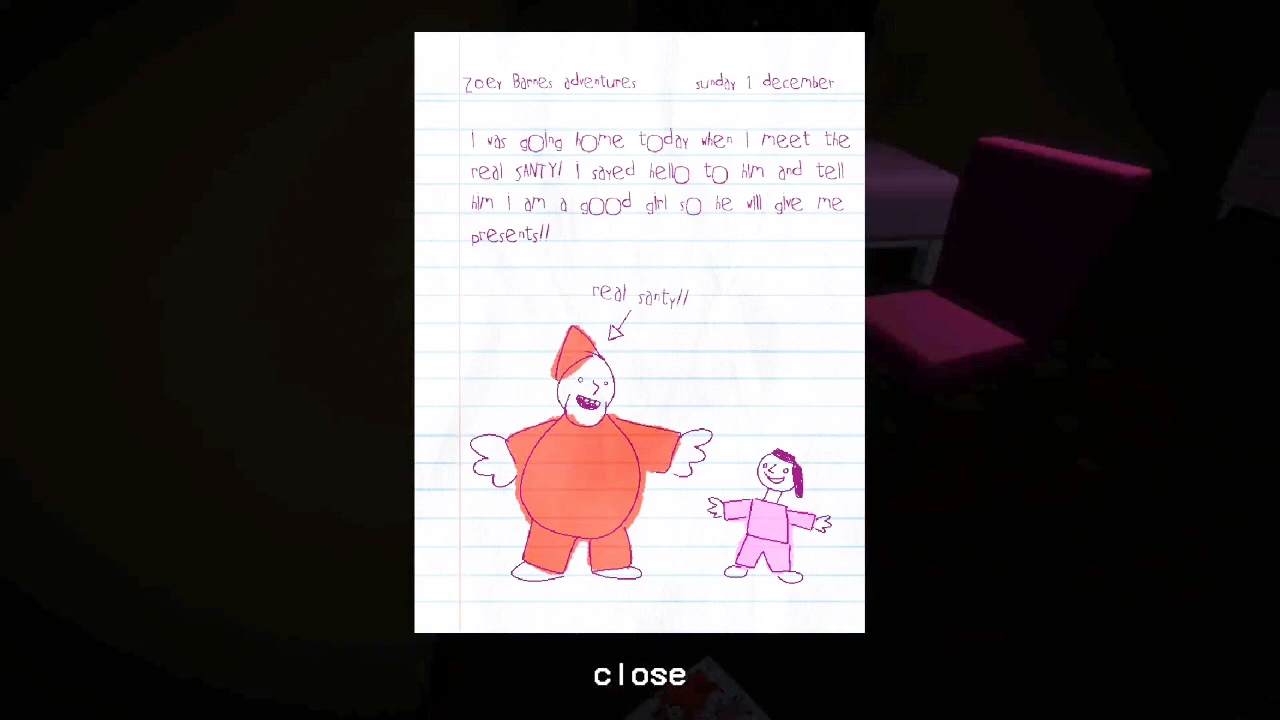 Zoey Barnes adventures sunday 1 december
I was going home today when I meet the
real SANTY! I sayed hello to him and tell
him I am a good girl so he will give me
presents!!
real santy!!
close